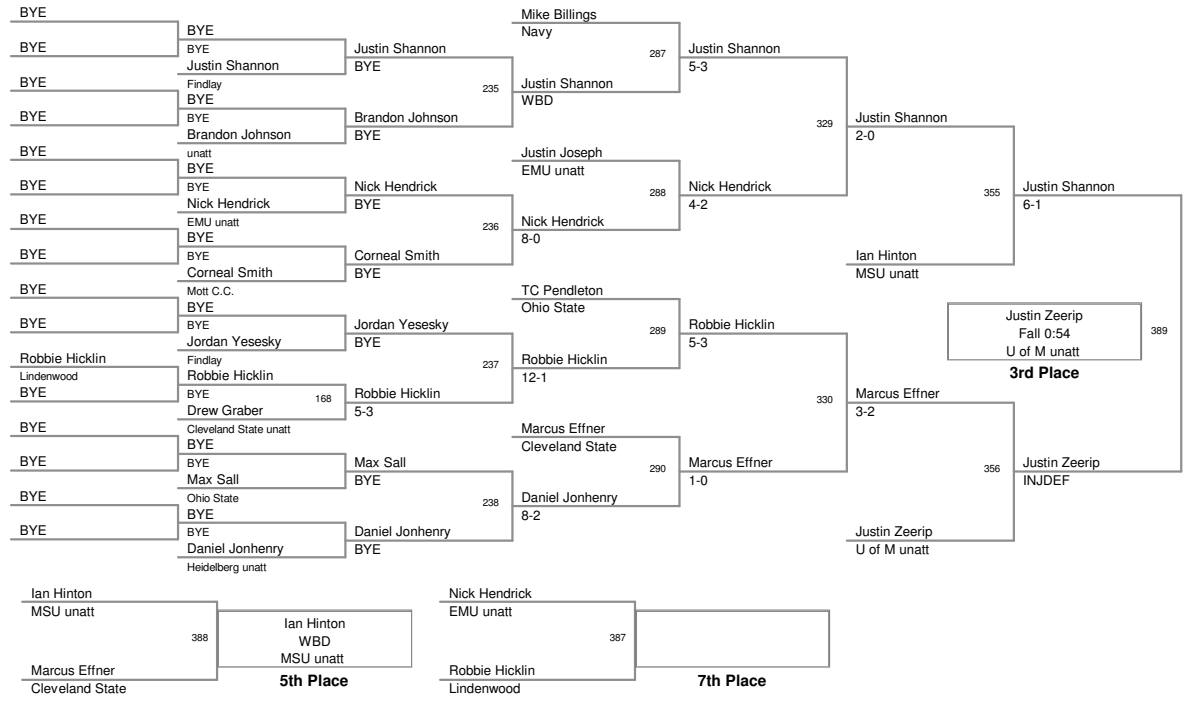 BYE
BYE
BYE
BYE
Justin Shannon
Findlay
BYE
BYE
BYE
BYE
Brandon Johnson
unatt
Justin Shannon
BYE
235
Brandon Johnson
BYE
BYE
BYE
BYE
BYE
Nick Hendrick
EMU unatt
BYE
BYE
BYE
BYE
Corneal Smith
Mott C.C.
Nick Hendrick
BYE
236
Corneal Smith
BYE
BYE
BYE
BYE
BYE
Jordan Yesesky
Findlay
Robbie Hicklin
Lindenwood
BYE
Robbie Hicklin
BYE
168
Drew Graber
Cleveland State unatt
Jordan Yesesky
BYE
237
Robbie Hicklin
5-3
BYE
BYE
BYE
BYE
Max Sall
Ohio State
BYE
BYE
BYE
BYE
Daniel Jonhenry
Heidelberg unatt
Max Sall
BYE
238
Daniel Jonhenry
BYE
Mike Billings
Navy
287
Justin Shannon
WBD
Justin Joseph
EMU unatt
288
Nick Hendrick
8-0
TC Pendleton
Ohio State
289
Robbie Hicklin
12-1
Marcus Effner
Cleveland State
290
Daniel Jonhenry
8-2
Justin Shannon
5-3
329
Nick Hendrick
4-2
Robbie Hicklin
5-3
330
Marcus Effner
1-0
Justin Shannon
2-0
355
Ian Hinton
MSU unatt
Marcus Effner
3-2
356
Justin Zeerip
U of M unatt
Justin Shannon
6-1
Justin Zeerip
INJDEF
389
Justin Zeerip
Fall 0:54
U of M unatt
3rd Place
Ian Hinton
MSU unatt
388
Marcus Effner
Cleveland State
Ian Hinton
WBD
MSU unatt
5th Place
Nick Hendrick
EMU unatt
387
Robbie Hicklin
Lindenwood
7th Place